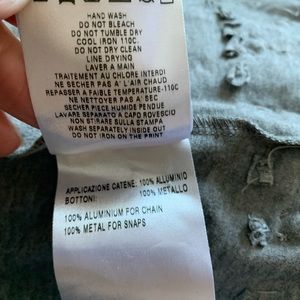 HAND WASH
DO NOT BLEACH
DO NOT TUMBLE DRY
COOL IRON 110C.
DO NOT DRY CLEAN
LINE DRYING
LAVER A MAIN
TRAITEMENT AU CHLORE INTERDI
NE SÉCHER PAS A L'AIR CHAUD
REPASSER A FAIBLE TEMPERATURE-110C
NE NETTOYER PAS A'SEC
SECHER PIECE HUMIDE PENDUE
LAVARE SEPARATO A CAPO ROVESCIO
NON STIRARE SULLA STAMPA
WASH SEPARATELY INSIDE OUT
DO NOT IRON ON THE PRINT
APPLICAZIONE CATENE: 100% ALLUMINIO
BOTTONI: 100% METALLO
100% ALUMINIUM FOR CHAIN
100% METAL FOR SNAPS